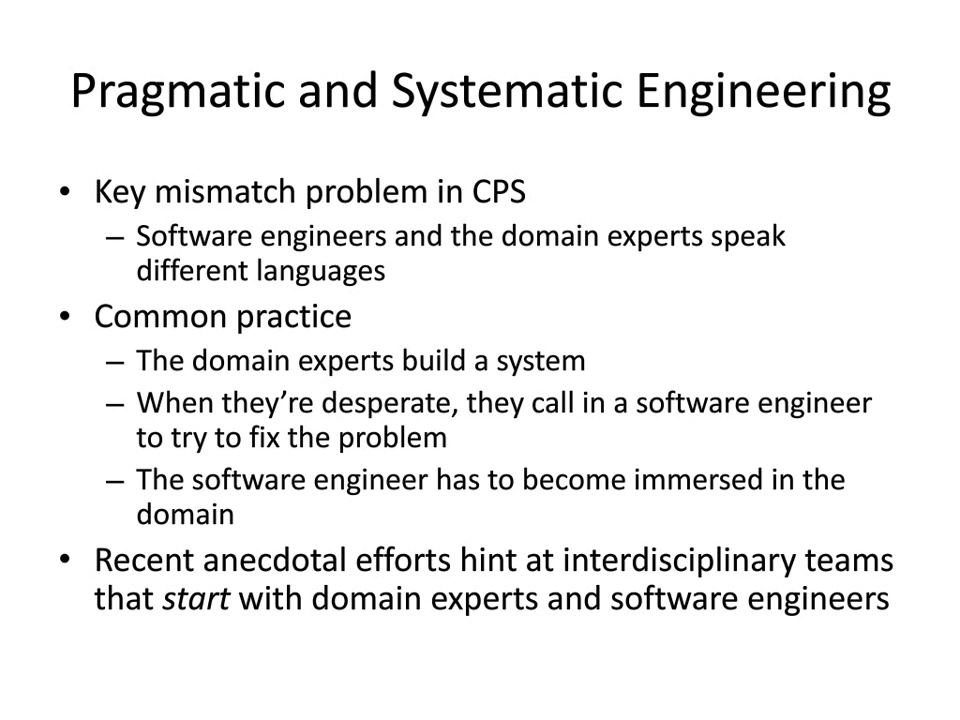 Pragmatic and Systematic Engineering
• Key mismatch problem in CPS
– Software engineers and the domain experts speak
different languages
• Common practice
– The domain experts build a system
– When they’re desperate, they call in a software engineer
to try to fix the problem
– The software engineer has to become immersed in the
domain
• Recent anecdotal efforts hint at interdisciplinary teams
that start with domain experts and software engineers